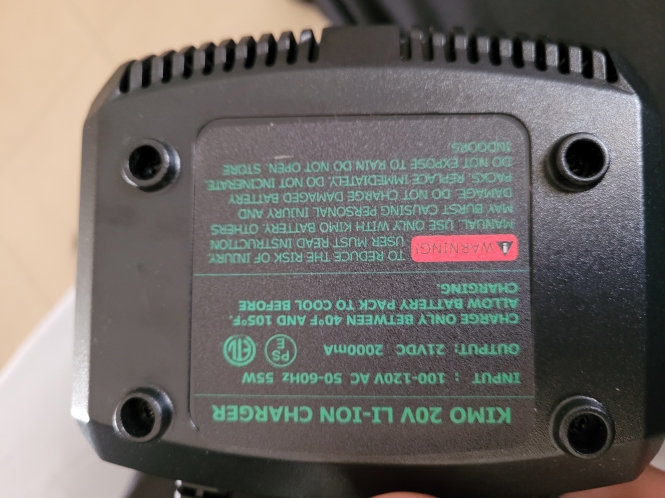 KIMO 20V LI-ION CHARGER
INPUT : 100-120V AC 50-60Hz 55W
OUTPUT: 21VDC 2000mA
PS
E
ETL
CHARGE ONLY BETWEEN 40°F AND 105°F.
ALLOW BATTERY PACK TO COOL BEFORE
CHARGING.
WARNING!
TO REDUCE THE RISK OF INJURY,
USER MUST READ INSTRUCTION
MANUAL. USE ONLY WITH KIMO BATTERY. OTHERS
MAY BURST CAUSING PERSONAL INJURY AND
DAMAGE. DO NOT CHARGE DAMAGED BATTERY
PACKS, REPLACE IMMEDIATELY. DO NOT INCINERATE.
DO NOT EXPOSE TO RAIN.DO NOT OPEN. STORE
INDOORS.